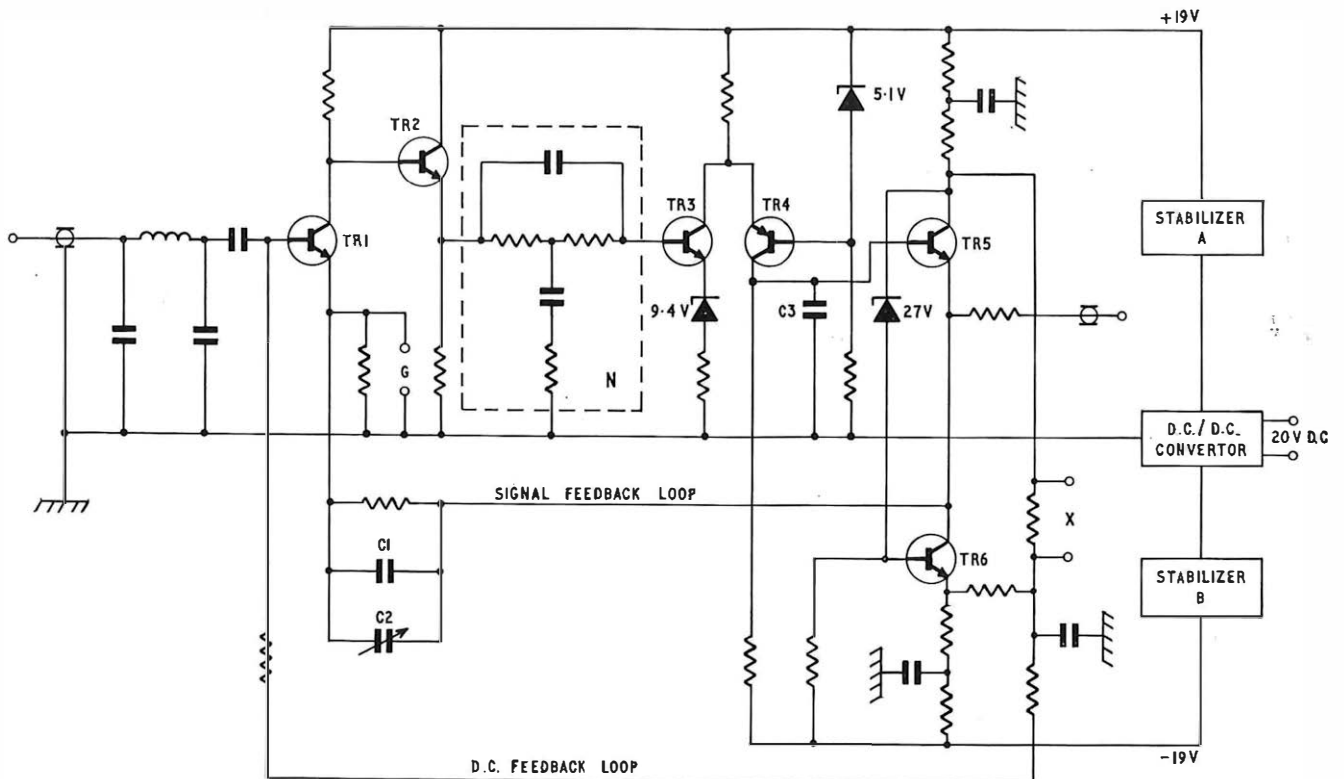 +19V
TR2
5·1V
TR3
TR4
TR1
TR5
STABILIZER
A
9·4V
C3
27V
G
N
D.C./D.C.
CONVERTOR
20V D.C
SIGNAL FEEDBACK LOOP
X
C1
TR6
STABILIZER
B
C2
-19V
D.C. FEEDBACK LOOP